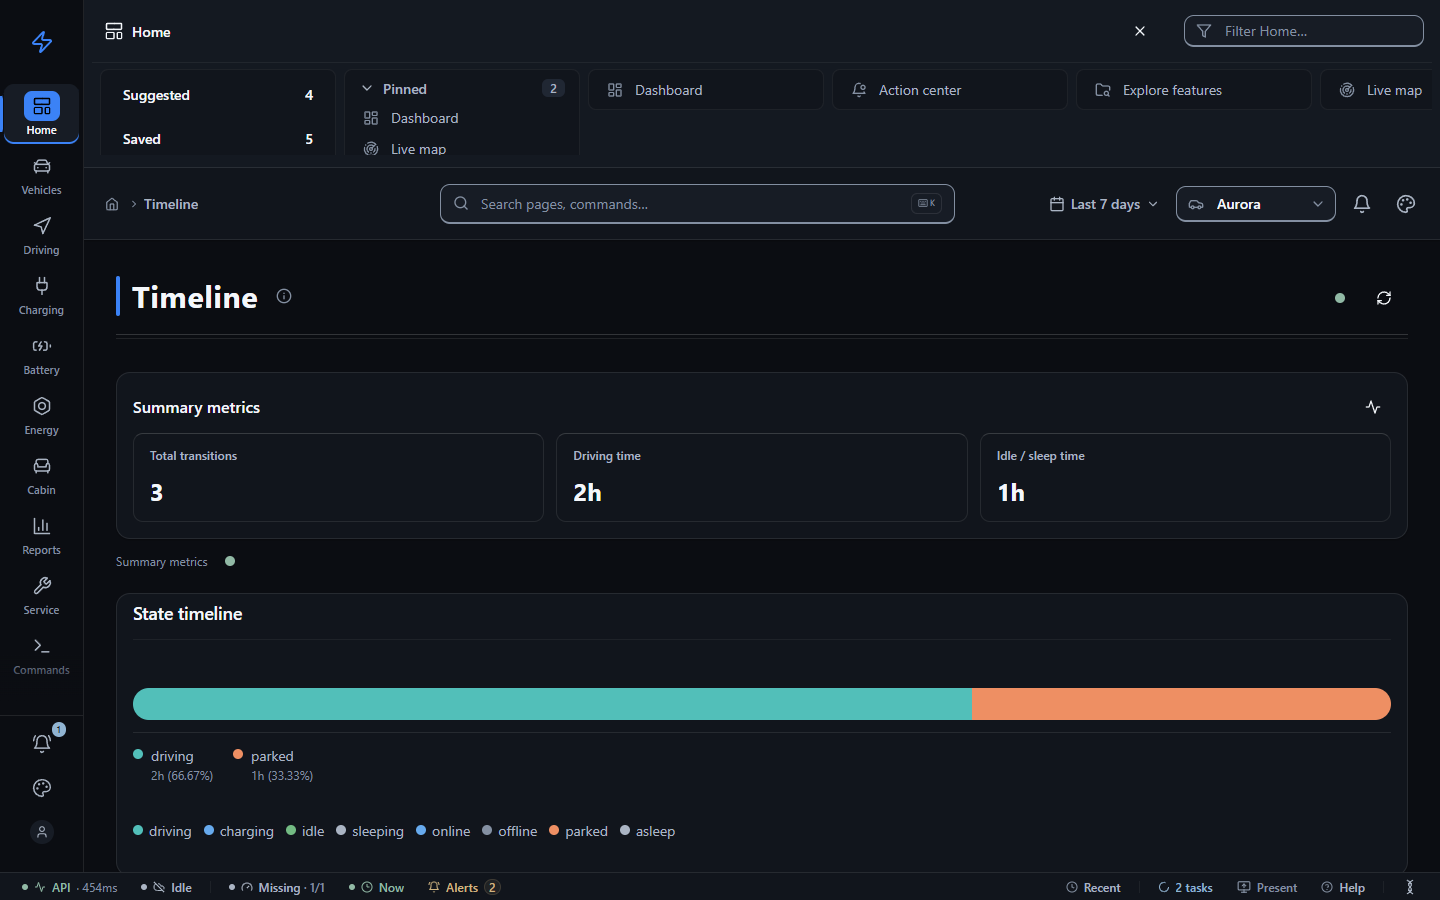 Home
Filter Home...
Suggested 4
Saved 5
Pinned 2
Dashboard
Live map
Dashboard
Action center
Explore features
Live map
Home
Vehicles
Driving
Charging
Battery
Energy
Cabin
Reports
Service
Commands
1
Timeline
Search pages, commands...
K
Last 7 days
Aurora
Timeline
Summary metrics
Total transitions
3
Driving time
2h
Idle / sleep time
1h
Summary metrics
State timeline
driving
2h (66.67%)
parked
1h (33.33%)
driving charging idle sleeping online offline parked asleep
API · 454ms Idle Missing · 1/1 Now Alerts 2 Recent 2 tasks Present Help